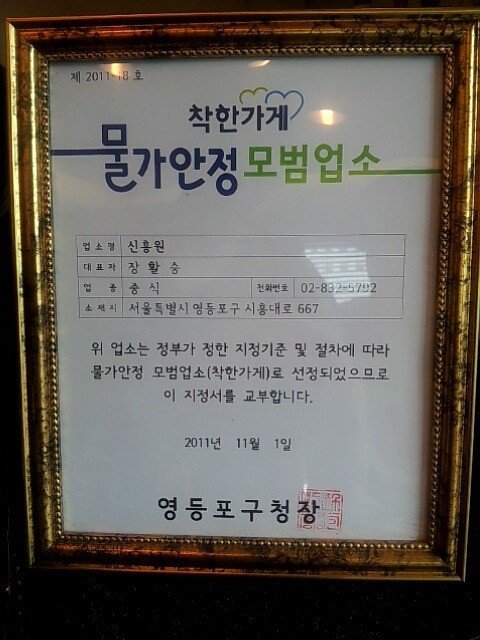 제 2011-18 호
착한가게
물가안정 모범업소
업소명 신흥원
대표자 장활승
업종 중식 전화번호 02-832-5792
소재지 서울특별시 영등포구 시흥대로 667
위 업소는 정부가 정한 지정기준 및 절차에 따라
물가안정 모범업소(착한가게)로 선정되었으므로
이 지정서를 교부합니다.
2011년 11월 1일
영등포구청장